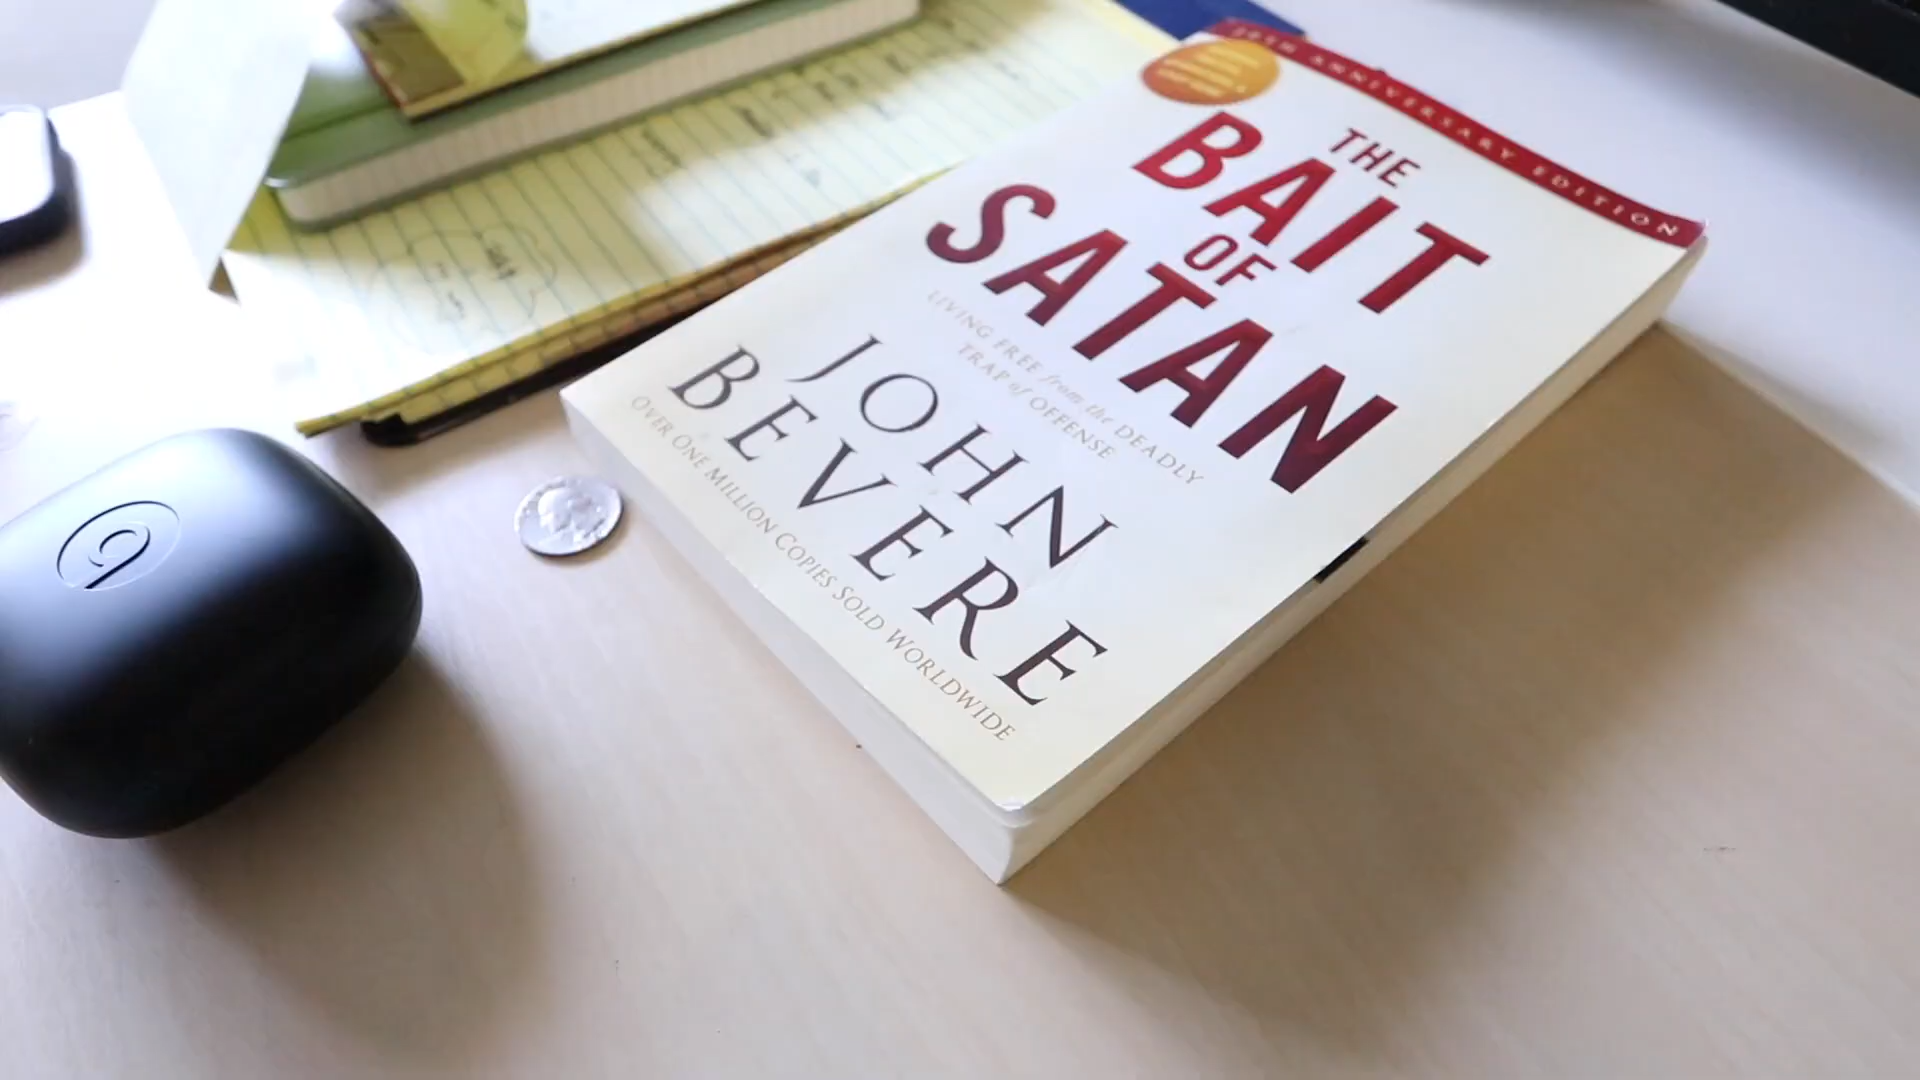 20TH ANNIVERSARY EDITION
THE
BAIT
OF
SATAN
LIVING FREE from the DEADLY
TRAP of OFFENSE
JOHN
BEVERE
OVER ONE MILLION COPIES SOLD WORLDWIDE